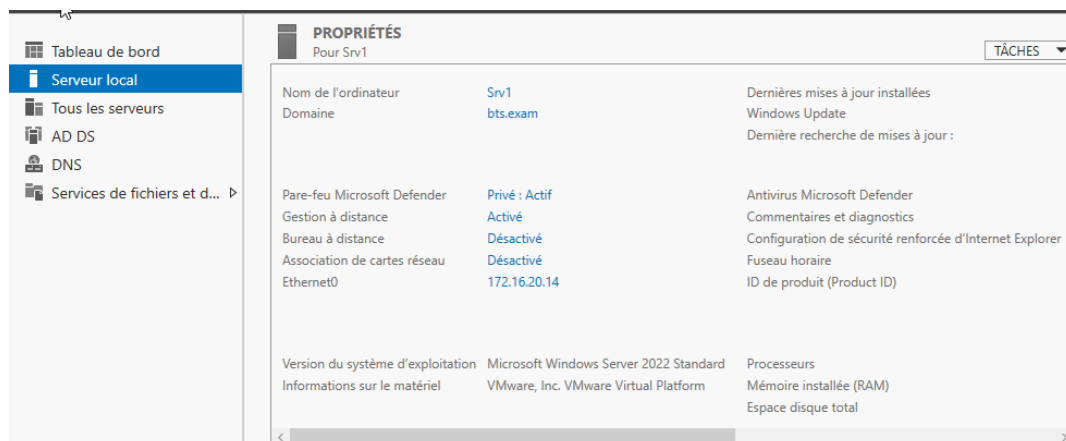 Tableau de bord
Serveur local
Tous les serveurs
AD DS
DNS
Services de fichiers et d...
PROPRIÉTÉS
Pour Srv1
TÂCHES
Nom de l'ordinateur Srv1 Dernières mises à jour installées
Domaine bts.exam Windows Update
Dernière recherche de mises à jour :
Pare-feu Microsoft Defender Privé : Actif Antivirus Microsoft Defender
Gestion à distance Activé Commentaires et diagnostics
Bureau à distance Désactivé Configuration de sécurité renforcée d'Internet Explorer
Association de cartes réseau Désactivé Fuseau horaire
Ethernet0 172.16.20.14 ID de produit (Product ID)
Version du système d'exploitation Microsoft Windows Server 2022 Standard Processeurs
Informations sur le matériel VMware, Inc. VMware Virtual Platform Mémoire installée (RAM)
Espace disque total